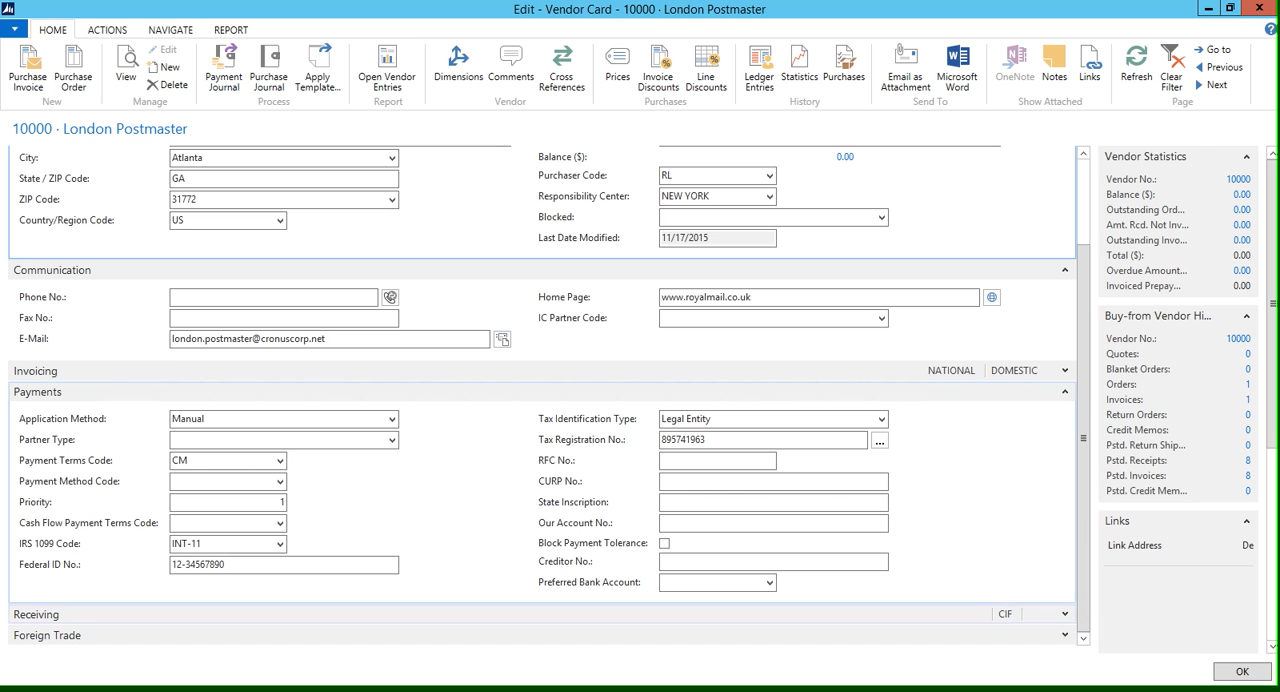 Edit - Vendor Card - 10000 · London Postmaster
HOME ACTIONS NAVIGATE REPORT
Purchase Invoice
Purchase Order
New
View
Edit
New
Delete
Manage
Payment Journal
Purchase Journal
Apply Template...
Process
Open Vendor Entries
Report
Dimensions
Comments
Cross References
Vendor
Prices
Invoice Discounts
Line Discounts
Purchases
Ledger Entries
Statistics
Purchases
History
Email as Attachment
Microsoft Word
Send To
OneNote
Notes
Links
Show Attached
Refresh
Clear Filter
Go to
Previous
Next
Page
10000 · London Postmaster
City: Atlanta
State / ZIP Code: GA
ZIP Code: 31772
Country/Region Code: US
Balance ($): 0.00
Purchaser Code: RL
Responsibility Center: NEW YORK
Blocked:
Last Date Modified: 11/17/2015
Communication
Phone No.:
Fax No.:
E-Mail: london.postmaster@cronuscorp.net
Home Page: www.royalmail.co.uk
IC Partner Code:
Invoicing NATIONAL DOMESTIC
Payments
Application Method: Manual
Partner Type:
Payment Terms Code: CM
Payment Method Code:
Priority: 1
Cash Flow Payment Terms Code:
IRS 1099 Code: INT-11
Federal ID No.: 12-34567890
Tax Identification Type: Legal Entity
Tax Registration No.: 895741963 ...
RFC No.:
CURP No.:
State Inscription:
Our Account No.:
Block Payment Tolerance:
Creditor No.:
Preferred Bank Account:
Receiving CIF
Foreign Trade
Vendor Statistics
Vendor No.: 10000
Balance ($): 0.00
Outstanding Ord... 0.00
Amt. Rcd. Not Inv... 0.00
Outstanding Invo... 0.00
Total ($): 0.00
Overdue Amount... 0.00
Invoiced Prepay... 0.00
Buy-from Vendor Hi...
Vendor No.: 10000
Quotes: 0
Blanket Orders: 0
Orders: 1
Invoices: 1
Return Orders: 0
Credit Memos: 0
Pstd. Return Ship... 0
Pstd. Receipts: 8
Pstd. Invoices: 8
Pstd. Credit Mem... 0
Links
Link Address De
OK